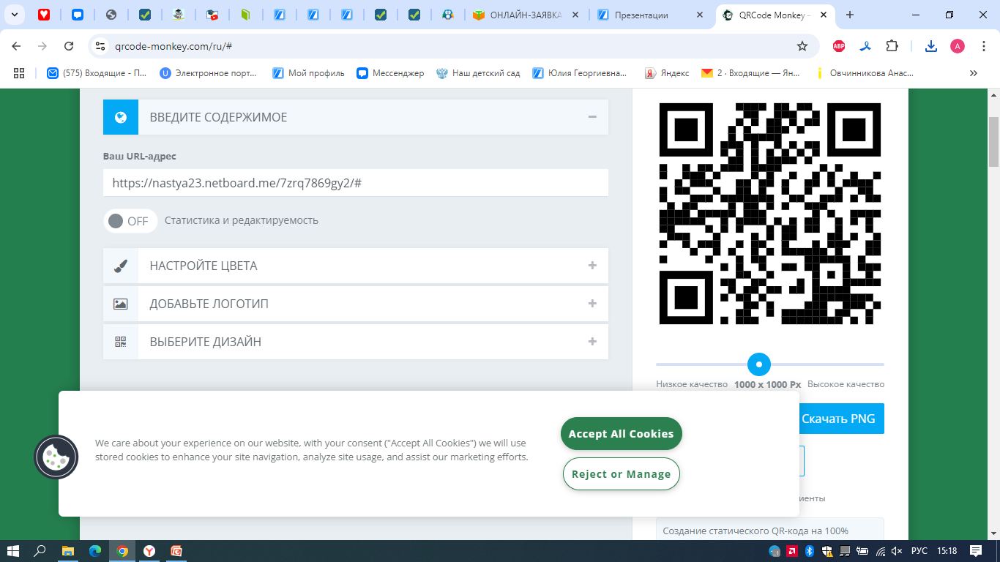 ОНЛАЙН-ЗАЯВКА
Презентации
QRCode Monkey –
qrcode-monkey.com/ru/#
ABP
A
(575) Входящие - П...
Электронное порт...
Мой профиль
Мессенджер
Наш детский сад
Юлия Георгиевна...
Яндекс
2 · Входящие — Ян...
Овчинникова Анас...
ВВЕДИТЕ СОДЕРЖИМОЕ
Ваш URL-адрес
https://nastya23.netboard.me/7zrq7869gy2/#
OFF
Статистика и редактируемость
НАСТРОЙТЕ ЦВЕТА
ДОБАВЬТЕ ЛОГОТИП
ВЫБЕРИТЕ ДИЗАЙН
Низкое качество
1000 x 1000 Px
Высокое качество
Скачать PNG
We care about your experience on our website, with your consent ("Accept All Cookies") we will use
stored cookies to enhance your site navigation, analyze site usage, and assist our marketing efforts.
Accept All Cookies
Reject or Manage
иенты
Создание статического QR-кода на 100%
РУС
15:18